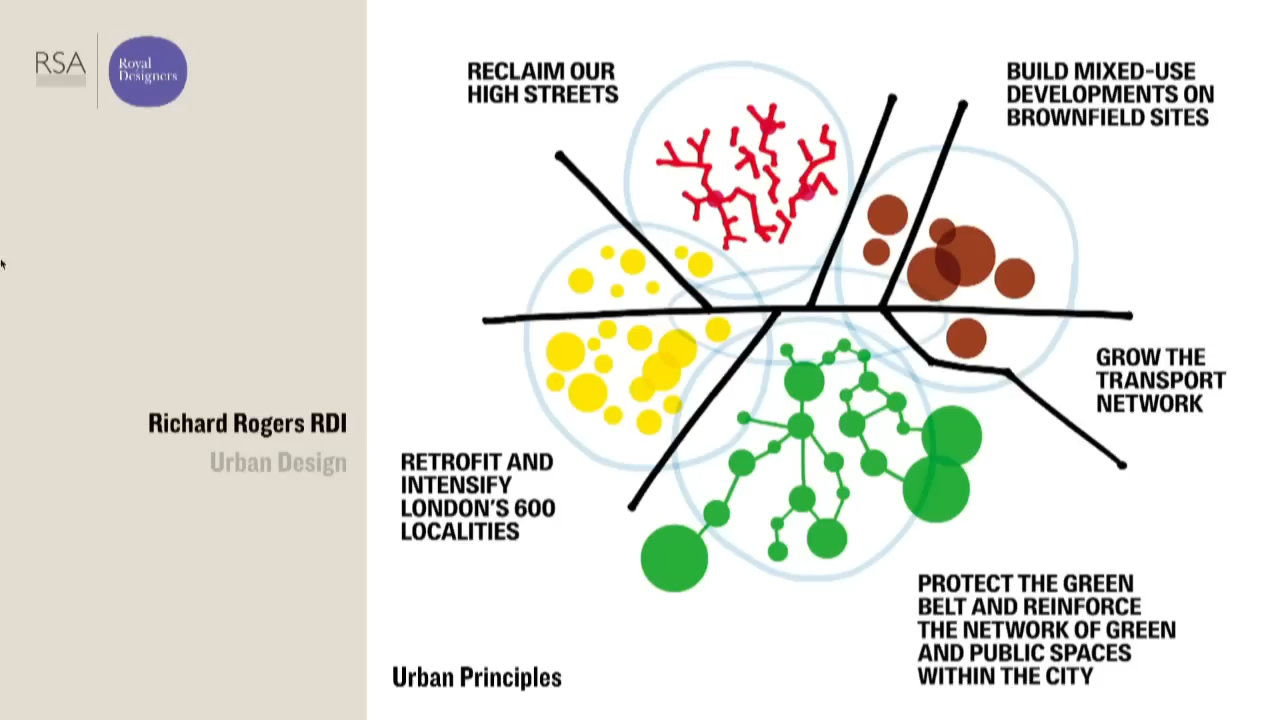 RSA
Royal
Designers
Richard Rogers RDI
Urban Design
RECLAIM OUR
HIGH STREETS
BUILD MIXED-USE
DEVELOPMENTS ON
BROWNFIELD SITES
GROW THE
TRANSPORT
NETWORK
RETROFIT AND
INTENSIFY
LONDON'S 600
LOCALITIES
PROTECT THE GREEN
BELT AND REINFORCE
THE NETWORK OF GREEN
AND PUBLIC SPACES
WITHIN THE CITY
Urban Principles